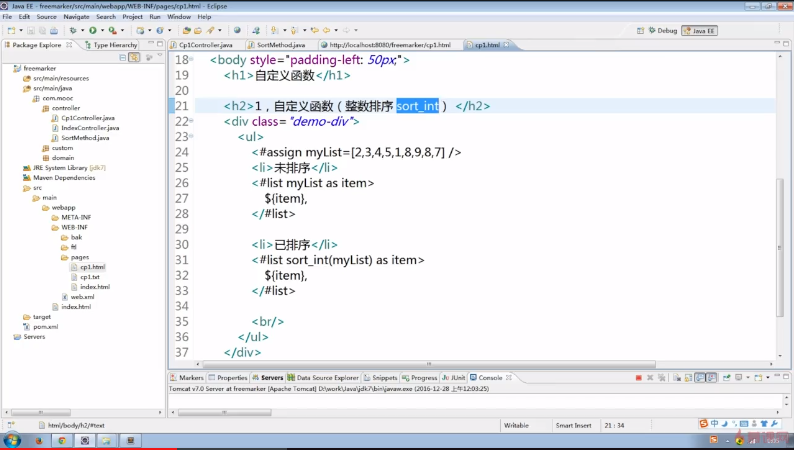 Java EE - freemarker/src/main/webapp/WEB-INF/pages/cp1.html - Eclipse
File Edit Source Navigate Search Project Run Window Help
Debug Java EE
Package Explorer Type Hierarchy
Cp1Controller.java SortMethod.java http://localhost:8080/freemarker/cp1.html cp1.html
freemarker
src/main/resources
src/main/java
com.mooc
controller
Cp1Controller.java
IndexController.java
SortMethod.java
custom
domain
JRE System Library [jdk7]
Maven Dependencies
src
main
webapp
META-INF
WEB-INF
bak
ftl
pages
cp1.html
cp1.txt
index.html
web.xml
index.html
target
pom.xml
Servers
18 <body style="padding-left: 50px;">
19 <h1>自定义函数</h1>
20
21 <h2>1，自定义函数（整数排序 sort_int） </h2>
22 <div class="demo-div">
23 <ul>
24 <#assign myList=[2,3,4,5,1,8,9,8,7] />
25 <li>未排序</li>
26 <#list myList as item>
27 ${item},
28 </#list>
29
30 <li>已排序</li>
31 <#list sort_int(myList) as item>
32 ${item},
33 </#list>
34
35 <br/>
36 </ul>
37 </div>
Markers Properties Servers Data Source Explorer Snippets Progress JUnit Console
Tomcat v7.0 Server at freemarker [Apache Tomcat] D:\work\Java\jdk7\bin\javaw.exe (2016-12-28 上午12:03:25)
html/body/h2/#text Writable Smart Insert 21 : 34
中